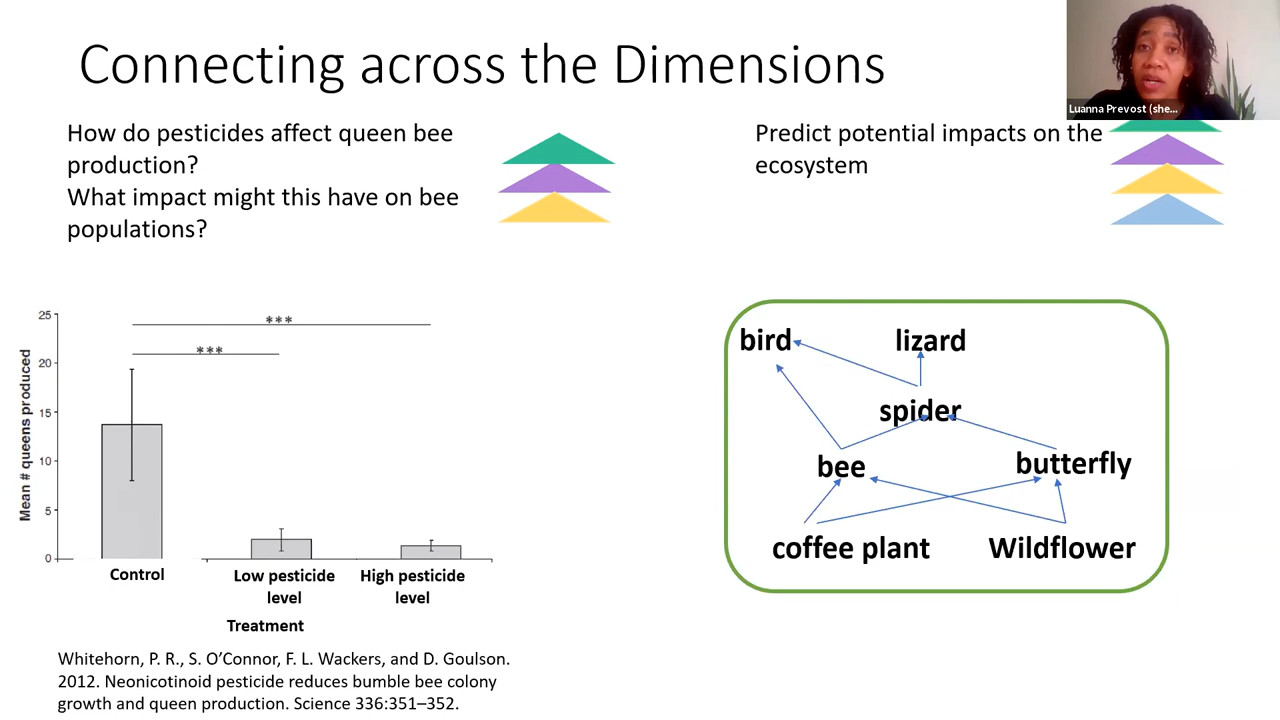 Connecting across the Dimensions
Luanna Prevost (she...
How do pesticides affect queen bee
production?
What impact might this have on bee
populations?
Predict potential impacts on the
ecosystem
Mean # queens produced
25
20
15
10
5
0
***
***
Control
Low pesticide
level
High pesticide
level
Treatment
bird
lizard
spider
bee
butterfly
coffee plant
Wildflower
Whitehorn, P. R., S. O’Connor, F. L. Wackers, and D. Goulson.
2012. Neonicotinoid pesticide reduces bumble bee colony
growth and queen production. Science 336:351–352.